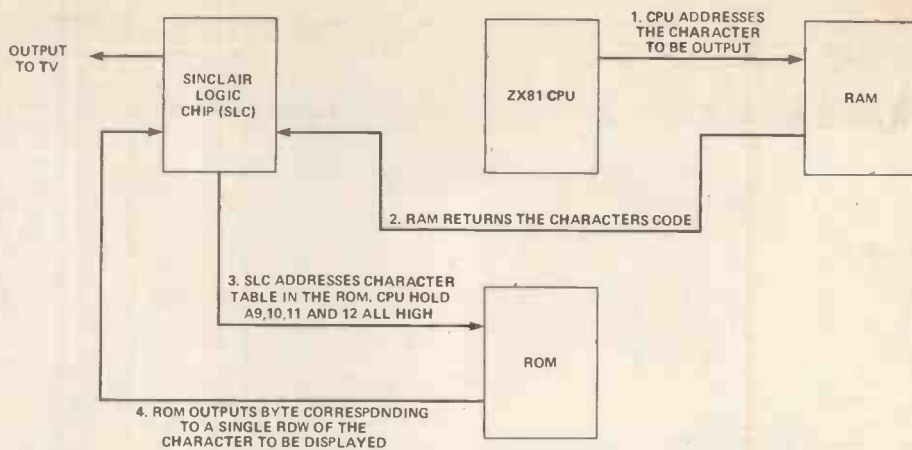 1. CPU ADDRESSES
THE CHARACTER
TO BE OUTPUT
OUTPUT
TO TV
SINCLAIR
LOGIC
CHIP (SLC)
ZX81 CPU
RAM
2. RAM RETURNS THE CHARACTERS CODE
3. SLC ADDRESSES CHARACTER
TABLE IN THE ROM. CPU HOLD
A9,10,11 AND 12 ALL HIGH
ROM
4. ROM OUTPUTS BYTE CORRESPDNDING
TO A SINGLE RDW OF THE
CHARACTER TO BE DISPLAYED